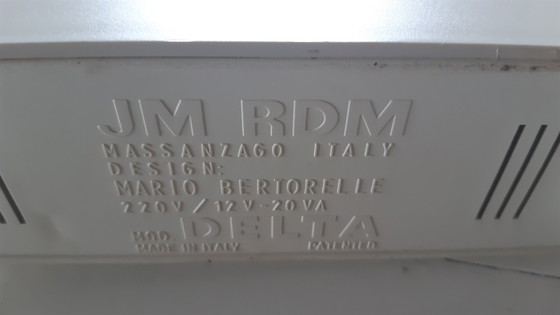 JM RDM
MASSANZAGO ITALY
DESIGN:
MARIO BERTORELLE
220V/12V-20VA
MOD. DELTA
MADE IN ITALY PATENTED